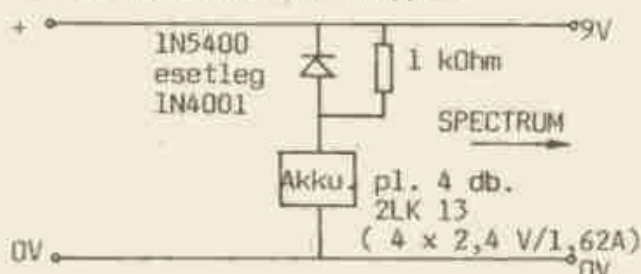 +
9V
1N5400
esetleg
1N4001
1 kOhm
SPECTRUM
Akku.
pl. 4 db.
2LK 13
( 4 x 2,4 V/1,62A)
0V
0V